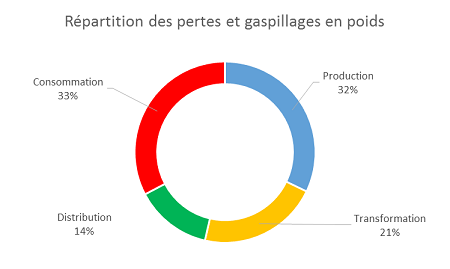 Répartition des pertes et gaspillages en poids
Consommation
33%
Production
32%
Distribution
14%
Transformation
21%